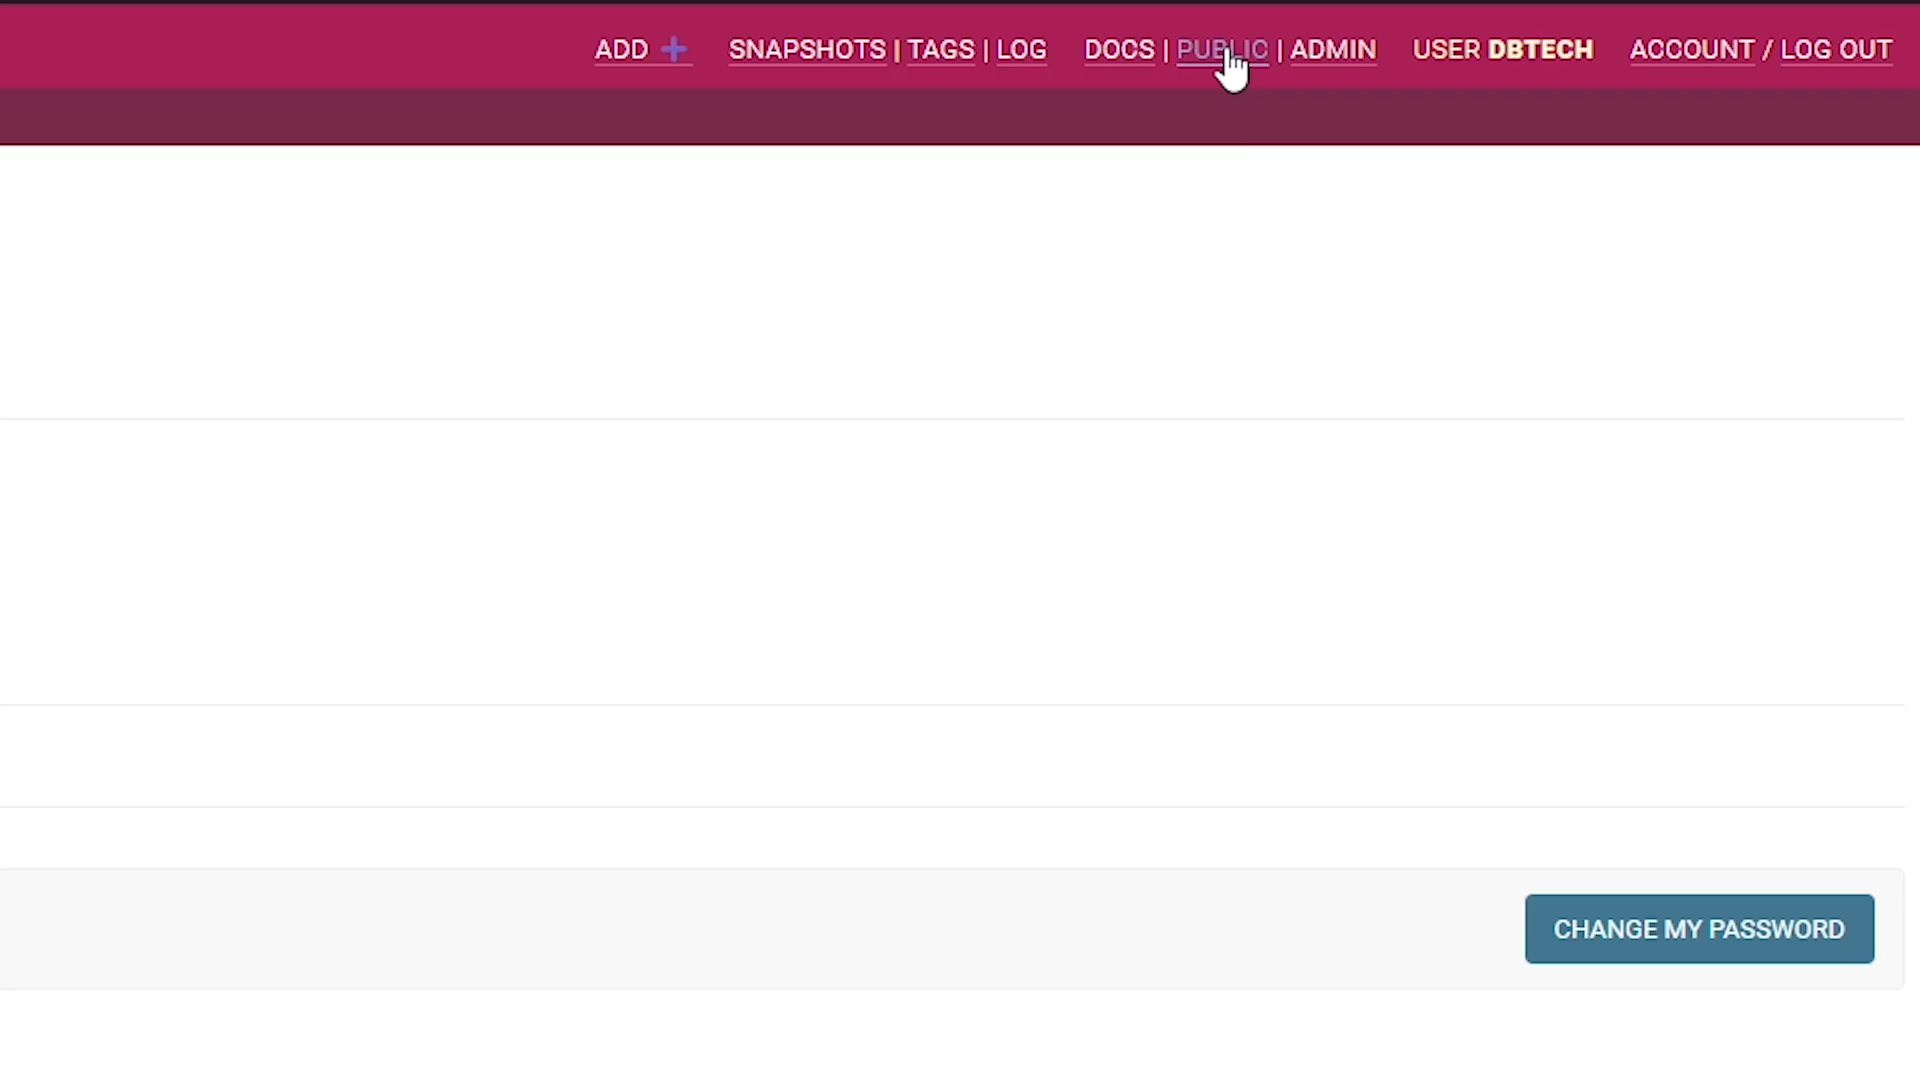 ADD + SNAPSHOTS | TAGS | LOG DOCS | PUBLIC | ADMIN USER DBTECH ACCOUNT / LOG OUT
CHANGE MY PASSWORD